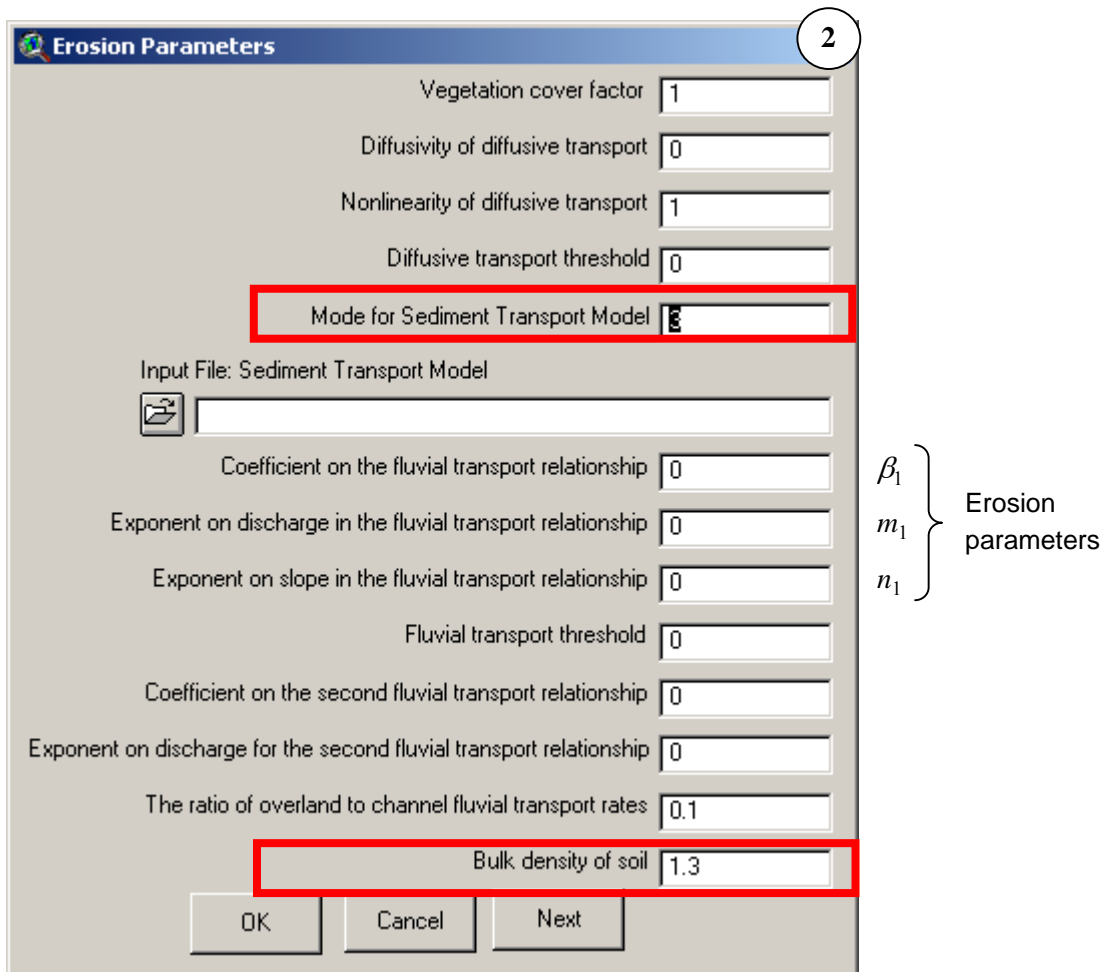 Erosion Parameters
2
Vegetation cover factor 1
Diffusivity of diffusive transport 0
Nonlinearity of diffusive transport 1
Diffusive transport threshold 0
Mode for Sediment Transport Model 3
Input File: Sediment Transport Model
Coefficient on the fluvial transport relationship 0 β₁
Exponent on discharge in the fluvial transport relationship 0 m₁
Exponent on slope in the fluvial transport relationship 0 n₁
Erosion
parameters
Fluvial transport threshold 0
Coefficient on the second fluvial transport relationship 0
Exponent on discharge for the second fluvial transport relationship 0
The ratio of overland to channel fluvial transport rates 0.1
Bulk density of soil 1.3
OK Cancel Next